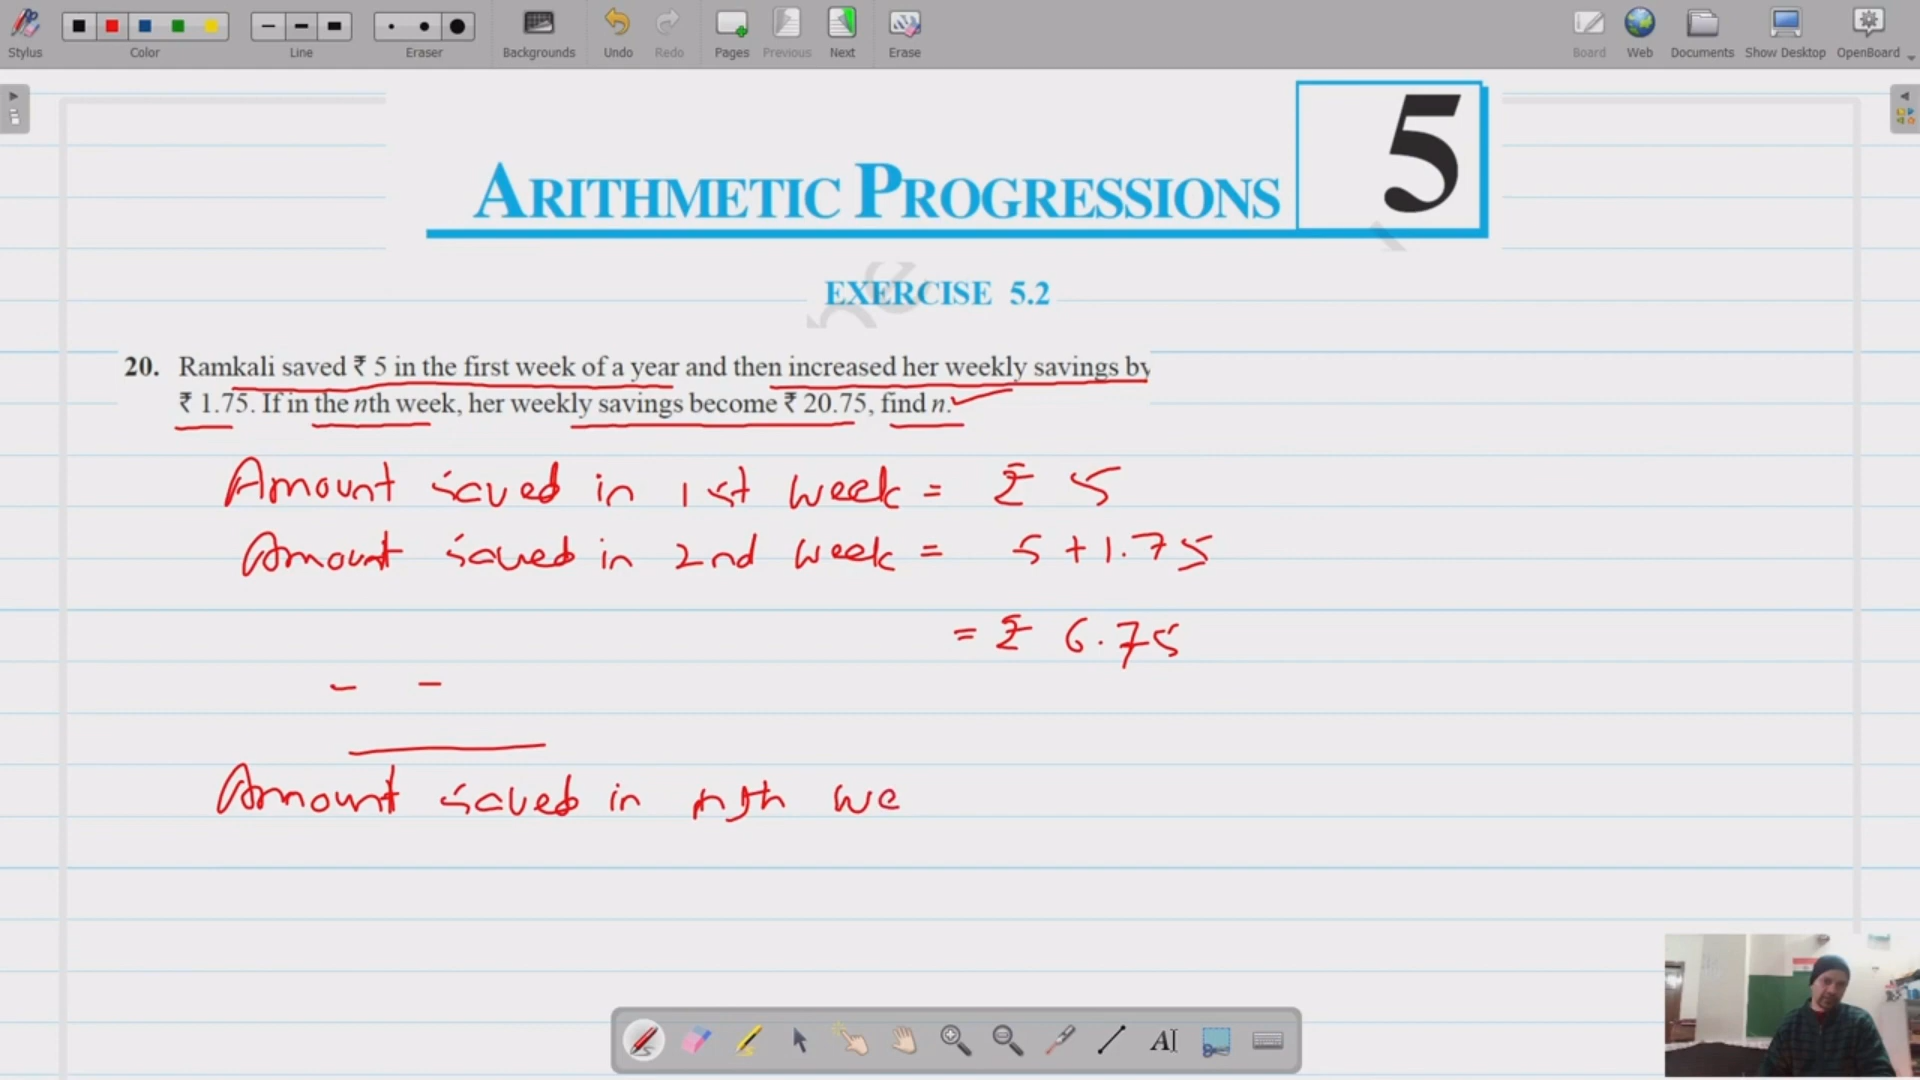 Stylus Color Line Eraser Backgrounds Undo Redo Pages Previous Next Erase Board Web Documents Show Desktop OpenBoard
ARITHMETIC PROGRESSIONS 5
EXERCISE 5.2
20. Ramkali saved ₹ 5 in the first week of a year and then increased her weekly savings by
₹ 1.75. If in the nth week, her weekly savings become ₹ 20.75, find n.
Amount saved in 1st week = ₹ 5
Amount saved in 2nd week = 5 + 1.75
= ₹ 6.75
- -
Amount saved in nth we